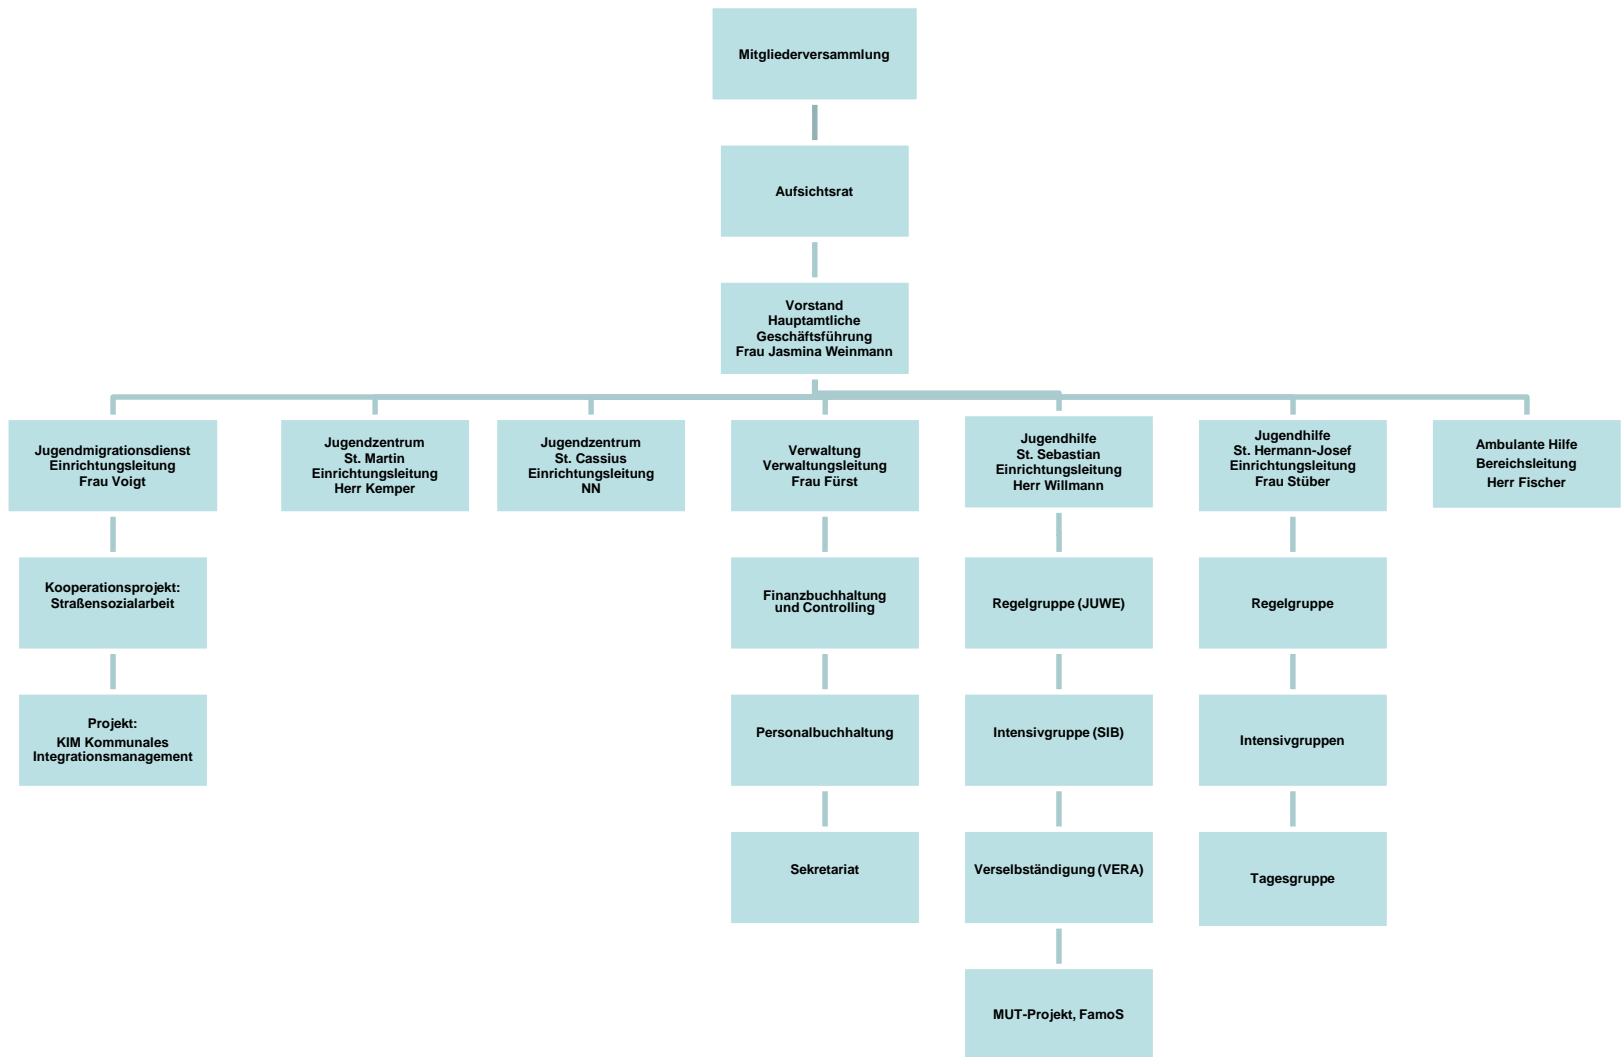 Mitgliederversammlung
Aufsichtsrat
Vorstand
Hauptamtliche
Geschäftsführung
Frau Jasmina Weinmann
Jugendmigrationsdienst
Einrichtungsleitung
Frau Voigt
Jugendzentrum
St. Martin
Einrichtungsleitung
Herr Kemper
Jugendzentrum
St. Cassius
Einrichtungsleitung
NN
Verwaltung
Verwaltungsleitung
Frau Fürst
Jugendhilfe
St. Sebastian
Einrichtungsleitung
Herr Willmann
Jugendhilfe
St. Hermann-Josef
Einrichtungsleitung
Frau Stüber
Ambulante Hilfe
Bereichsleitung
Herr Fischer
Kooperationsprojekt:
Straßensozialarbeit
Finanzbuchhaltung
und Controlling
Regelgruppe (JUWE)
Regelgruppe
Projekt:
KIM Kommunales
Integrationsmanagement
Personalbuchhaltung
Intensivgruppe (SIB)
Intensivgruppen
Sekretariat
Verselbständigung (VERA)
Tagesgruppe
MUT-Projekt, FamoS